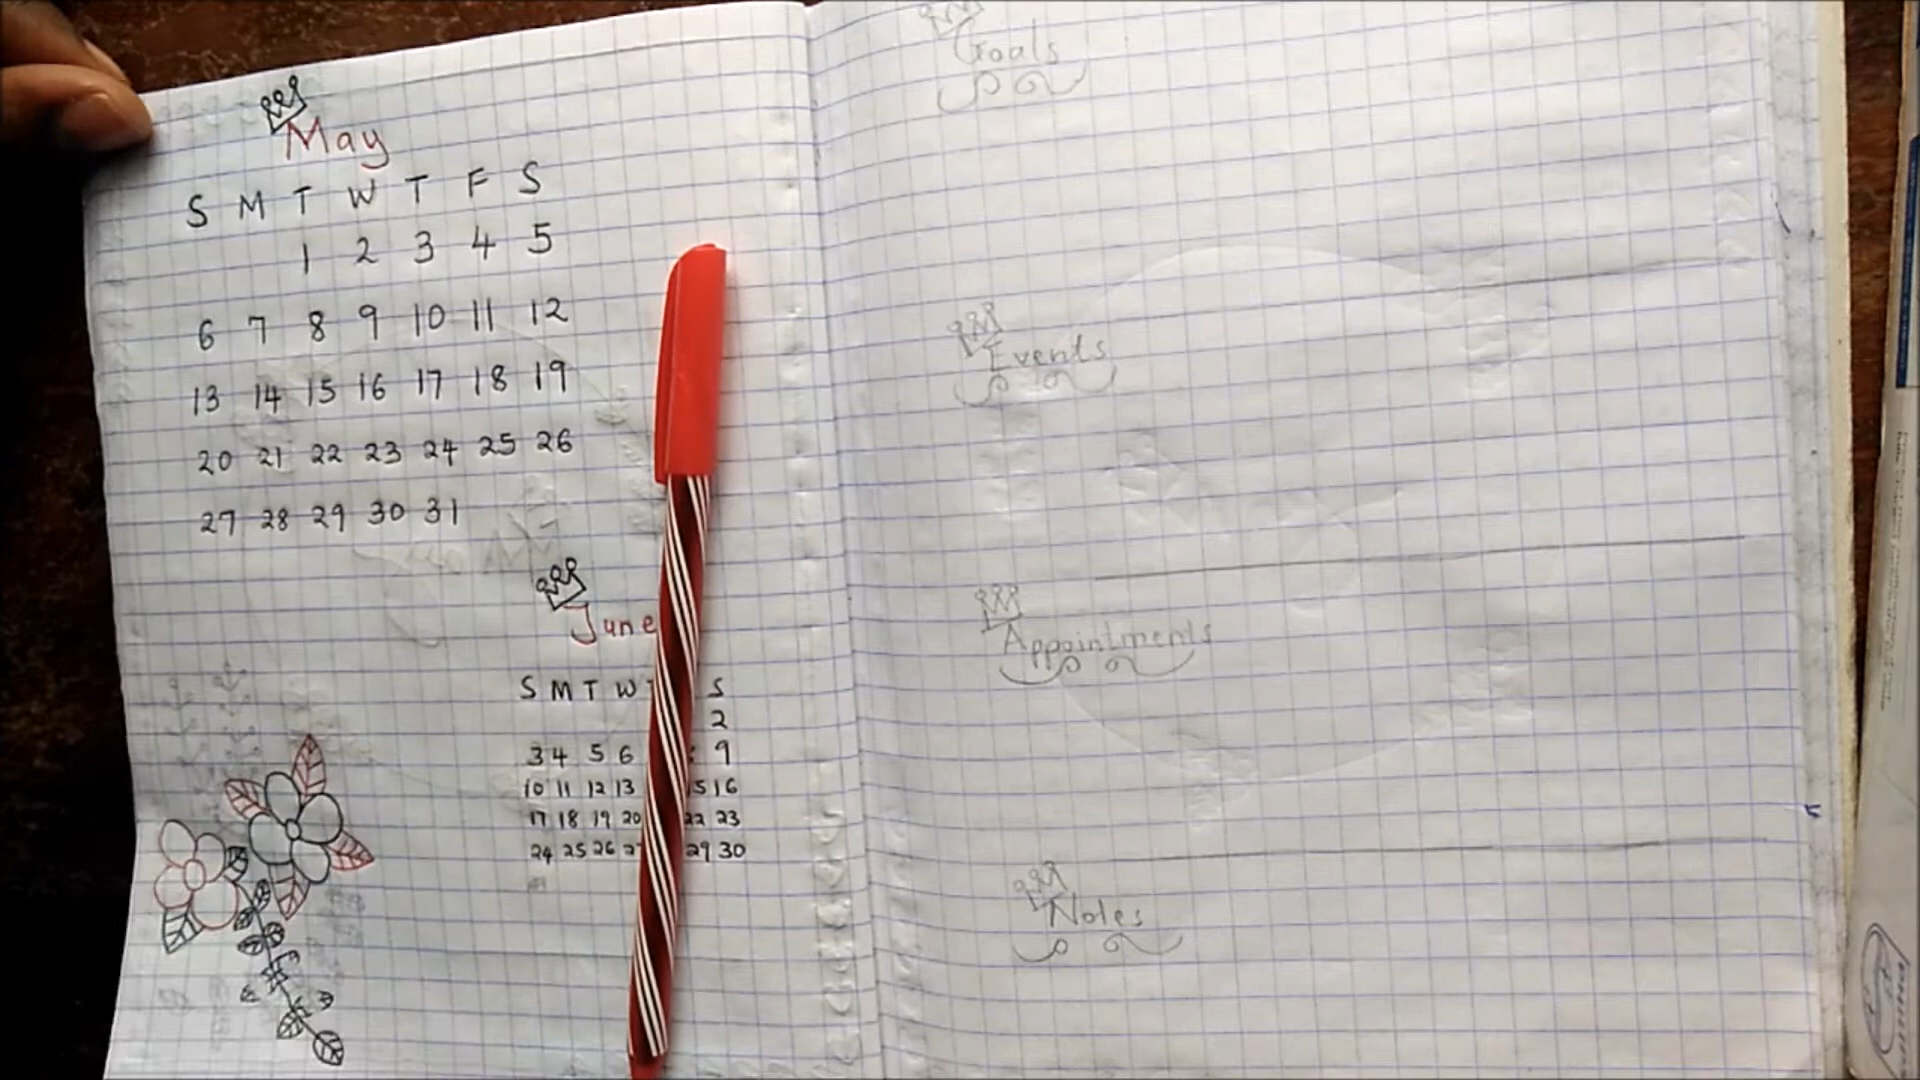 May
S M T W T F S
1 2 3 4 5
6 7 8 9 10 11 12
13 14 15 16 17 18 19
20 21 22 23 24 25 26
27 28 29 30 31
June
S M T W S
2
3 4 5 6 9
10 11 12 13 15 16
17 18 19 20 22 23
24 25 26 29 30
Goals
Events
Appointments
Notes